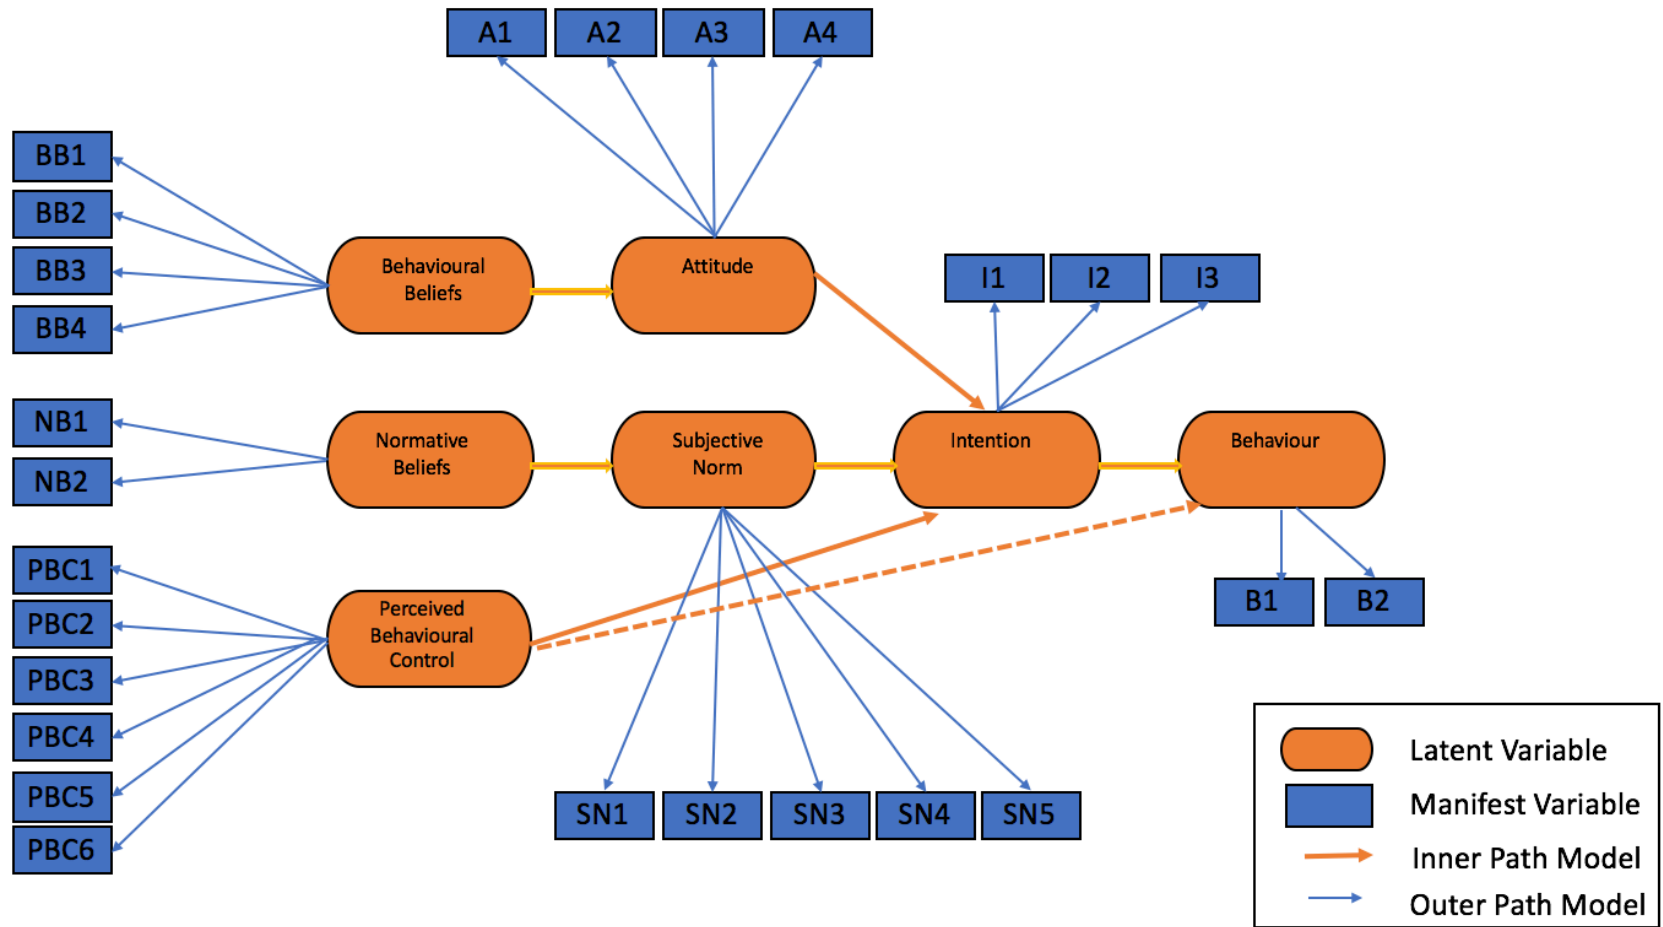 A1
A2
A3
A4
BB1
BB2
BB3
BB4
Behavioural
Beliefs
Attitude
I1
I2
I3
NB1
NB2
Normative
Beliefs
Subjective
Norm
Intention
Behaviour
PBC1
PBC2
PBC3
PBC4
PBC5
PBC6
Perceived
Behavioural
Control
B1
B2
SN1
SN2
SN3
SN4
SN5
Latent Variable
Manifest Variable
Inner Path Model
Outer Path Model